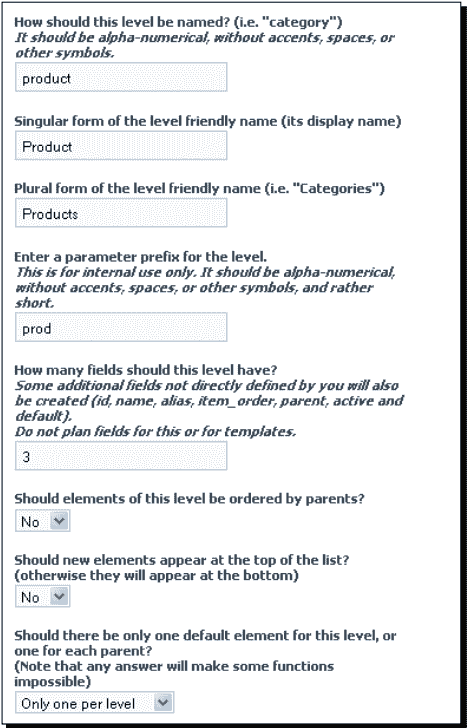 How should this level be named? (i.e. "category")
It should be alpha-numerical, without accents, spaces, or
other symbols.
product
Singular form of the level friendly name (its display name)
Product
Plural form of the level friendly name (i.e. "Categories")
Products
Enter a parameter prefix for the level.
This is for internal use only. It should be alpha-numerical,
without accents, spaces, or other symbols, and rather
short.
prod
How many fields should this level have?
Some additional fields not directly defined by you will also
be created (id, name, alias, item_order, parent, active and
default).
Do not plan fields for this or for templates.
3
Should elements of this level be ordered by parents?
No
Should new elements appear at the top of the list?
(otherwise they will appear at the bottom)
No
Should there be only one default element for this level, or
one for each parent?
(Note that any answer will make some functions
impossible)
Only one per level